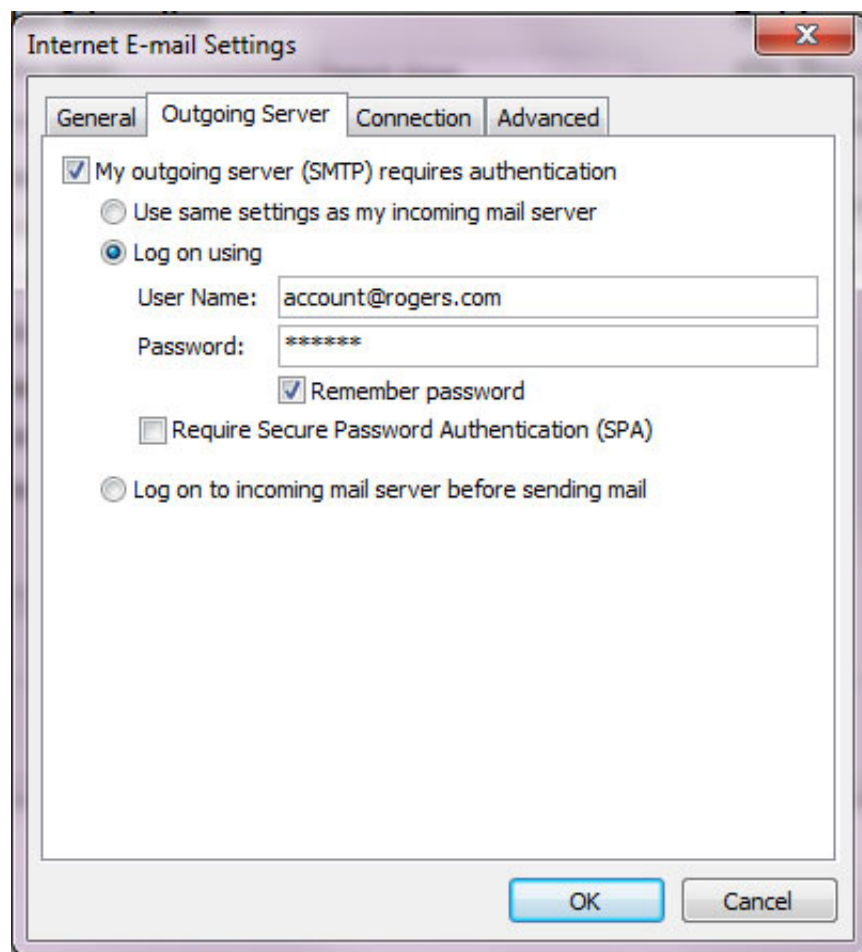 Internet E-mail Settings
General Outgoing Server Connection Advanced
My outgoing server (SMTP) requires authentication
Use same settings as my incoming mail server
Log on using
User Name: account@rogers.com
Password: ******
Remember password
Require Secure Password Authentication (SPA)
Log on to incoming mail server before sending mail
OK Cancel